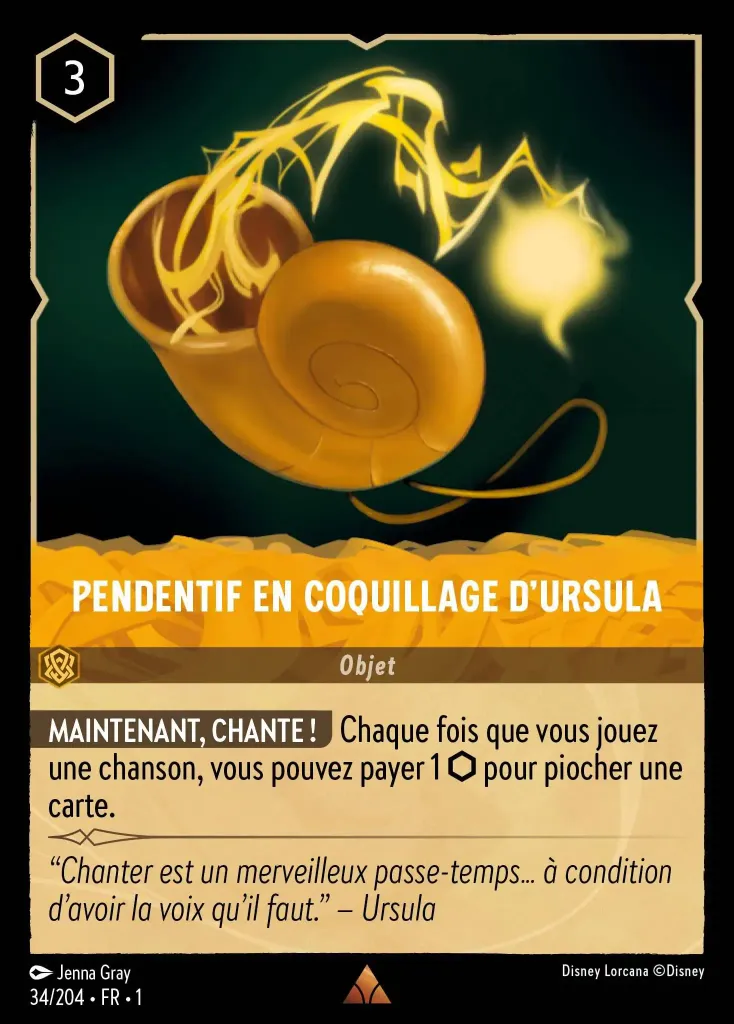 3
PENDENTIF EN COQUILLAGE D'URSULA
Objet
MAINTENANT, CHANTE ! Chaque fois que vous jouez
une chanson, vous pouvez payer 1 ⬡ pour piocher une
carte.
“Chanter est un merveilleux passe-temps... à condition
d'avoir la voix qu'il faut.” – Ursula
Jenna Gray
Disney Lorcana ©Disney
34/204 • FR • 1